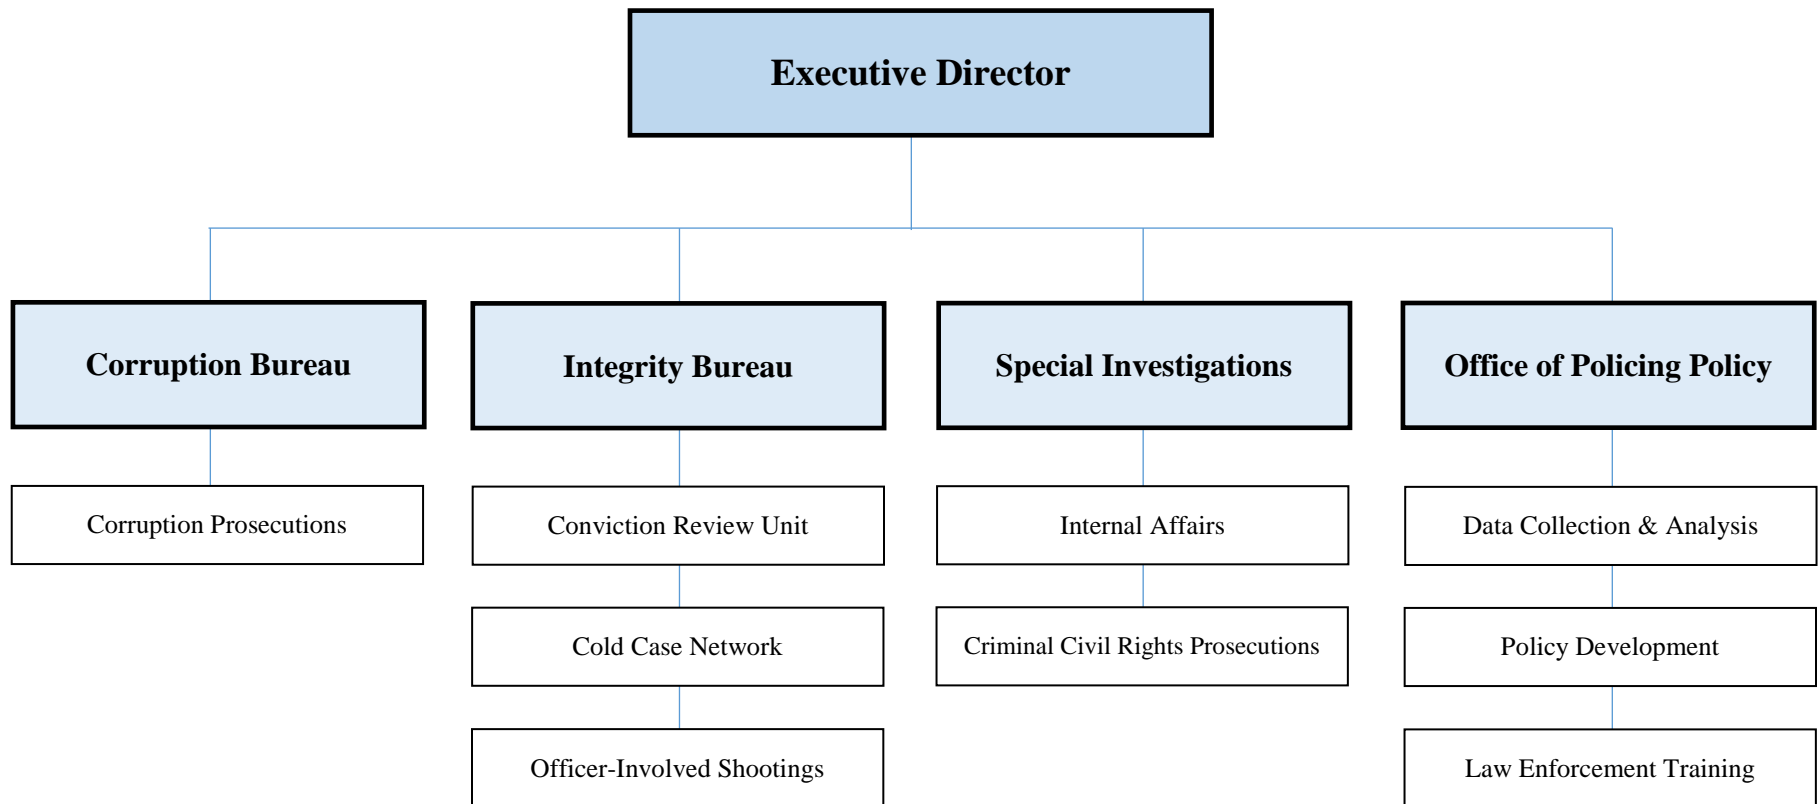 Executive Director
Corruption Bureau
Integrity Bureau
Special Investigations
Office of Policing Policy
Corruption Prosecutions
Conviction Review Unit
Internal Affairs
Data Collection & Analysis
Cold Case Network
Criminal Civil Rights Prosecutions
Policy Development
Officer-Involved Shootings
Law Enforcement Training